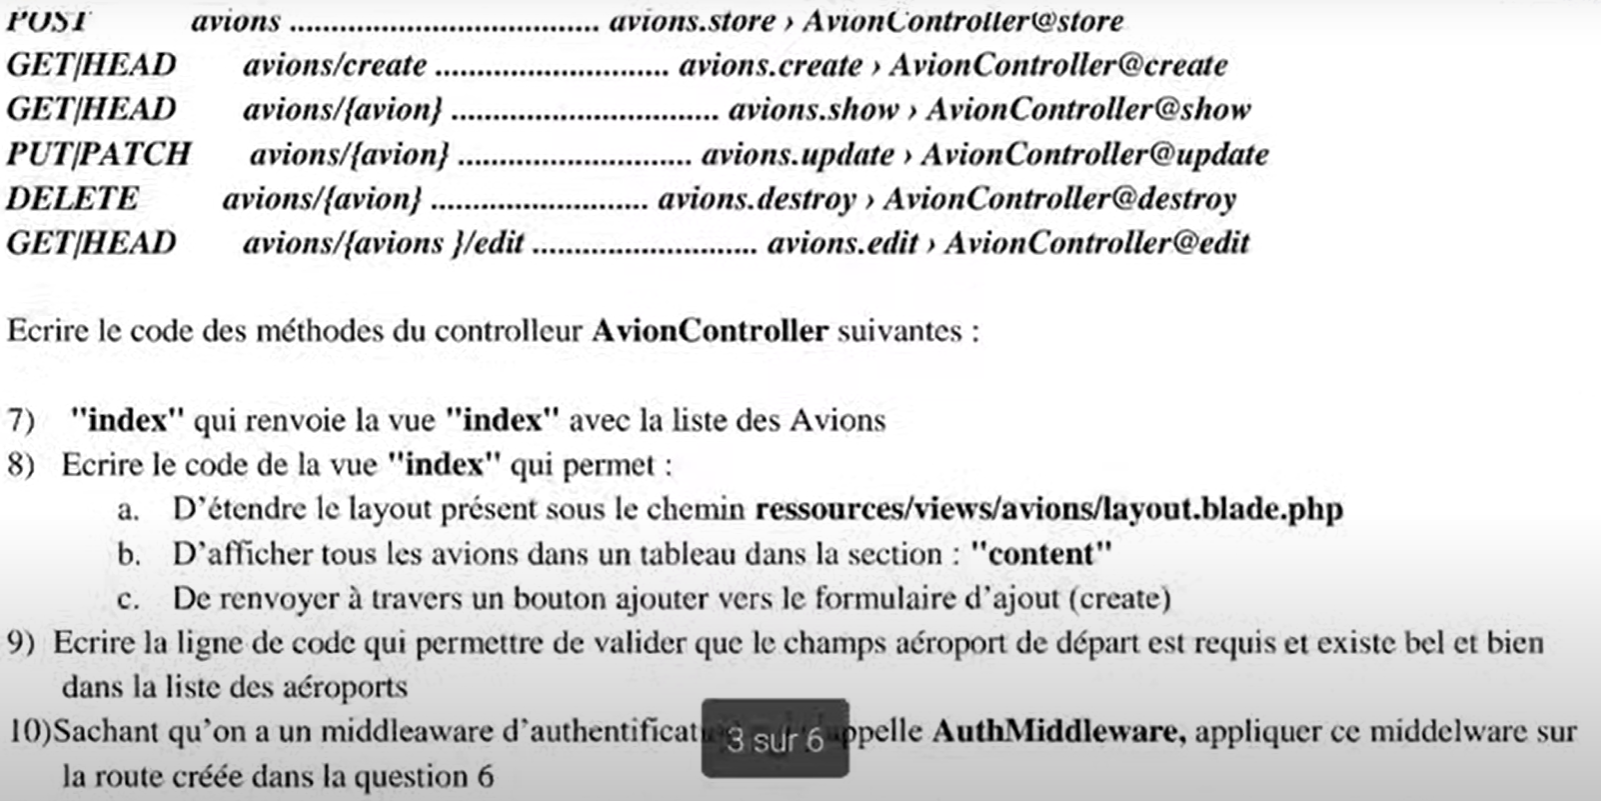 POST avions ..................................... avions.store › AvionController@store
GET|HEAD avions/create ............................ avions.create › AvionController@create
GET|HEAD avions/{avion} ................................ avions.show › AvionController@show
PUT|PATCH avions/{avion} ............................ avions.update › AvionController@update
DELETE avions/{avion} .......................... avions.destroy › AvionController@destroy
GET|HEAD avions/{avions }/edit ........................... avions.edit › AvionController@edit
Ecrire le code des méthodes du controlleur AvionController suivantes :
7) "index" qui renvoie la vue "index" avec la liste des Avions
8) Ecrire le code de la vue "index" qui permet :
a. D’étendre le layout présent sous le chemin ressources/views/avions/layout.blade.php
b. D’afficher tous les avions dans un tableau dans la section : "content"
c. De renvoyer à travers un bouton ajouter vers le formulaire d’ajout (create)
9) Ecrire la ligne de code qui permettre de valider que le champs aéroport de départ est requis et existe bel et bien
dans la liste des aéroports
10)Sachant qu’on a un middleaware d’authentificat ppelle AuthMiddleware, appliquer ce middelware sur
3 sur 6
la route créée dans la question 6